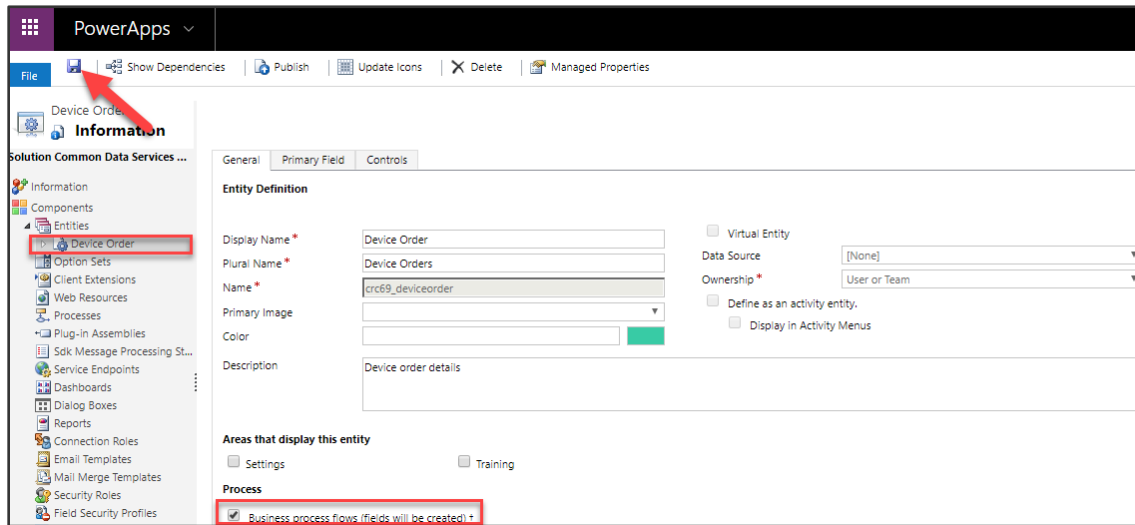 PowerApps
File
Show Dependencies
Publish
Update Icons
Delete
Managed Properties
Device Order
Information
Solution Common Data Services ...
Information
Components
Entities
Device Order
Option Sets
Client Extensions
Web Resources
Processes
Plug-in Assemblies
Sdk Message Processing St...
Service Endpoints
Dashboards
Dialog Boxes
Reports
Connection Roles
Email Templates
Mail Merge Templates
Security Roles
Field Security Profiles
General
Primary Field
Controls
Entity Definition
Display Name *
Device Order
Plural Name *
Device Orders
Name *
crc69_deviceorder
Primary Image
Color
Description
Device order details
Virtual Entity
Data Source
[None]
Ownership *
User or Team
Define as an activity entity.
Display in Activity Menus
Areas that display this entity
Settings
Training
Process
Business process flows (fields will be created) †